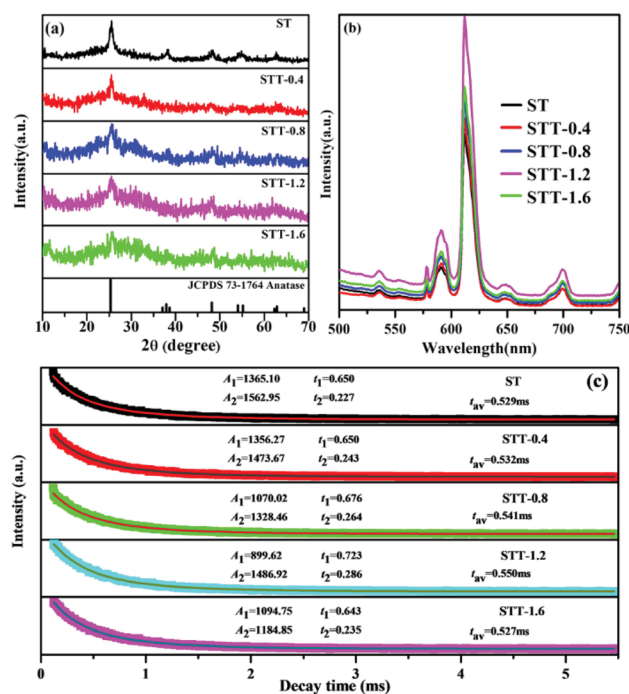 (a)
ST
STT-0.4
STT-0.8
STT-1.2
STT-1.6
JCPDS 73-1764 Anatase
Intensity(a.u.)
10 20 30 40 50 60 70
2θ (degree)
(b)
ST
STT-0.4
STT-0.8
STT-1.2
STT-1.6
Intensity(a.u.)
500 550 600 650 700 750
Wavelength(nm)
(c)
A1=1365.10 t1=0.650 ST
A2=1562.95 t2=0.227 tav=0.529ms
A1=1356.27 t1=0.650 STT-0.4
A2=1473.67 t2=0.243 tav=0.532ms
A1=1070.02 t1=0.676 STT-0.8
A2=1328.46 t2=0.264 tav=0.541ms
A1=899.62 t1=0.723 STT-1.2
A2=1486.92 t2=0.286 tav=0.550ms
A1=1094.75 t1=0.643 STT-1.6
A2=1184.85 t2=0.235 tav=0.527ms
Intensity (a.u.)
0 1 2 3 4 5
Decay time (ms)